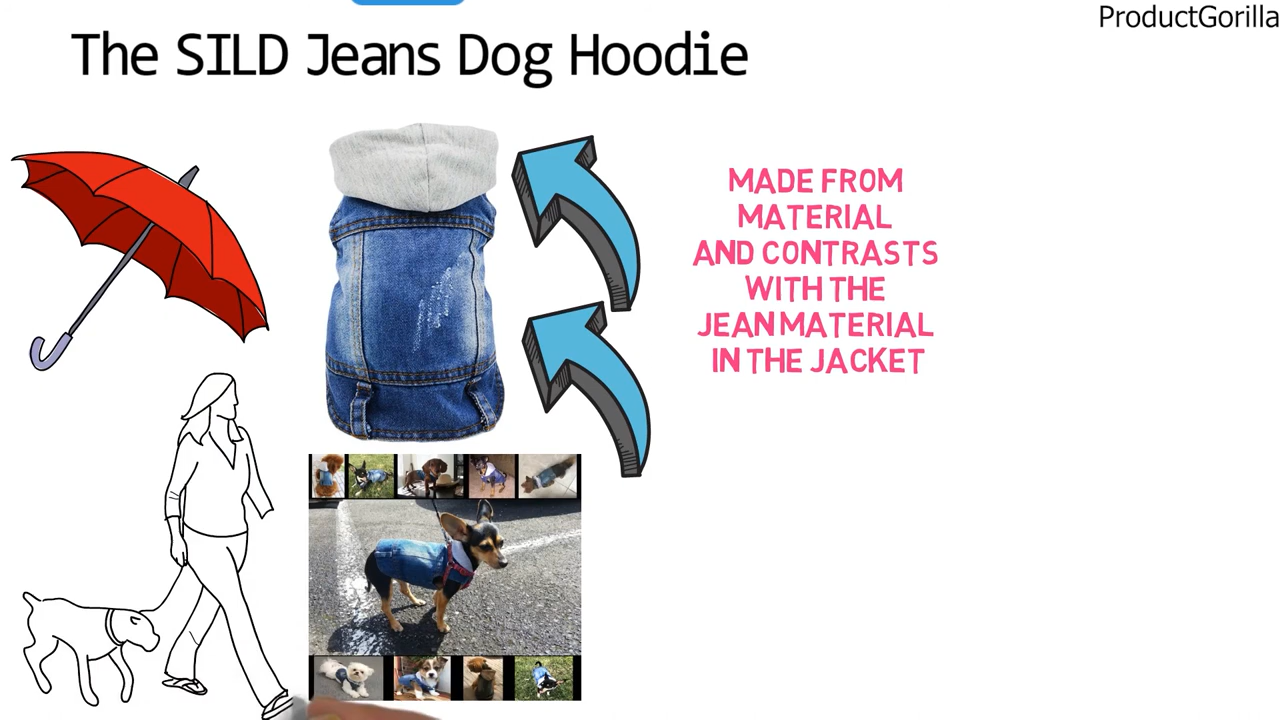 ProductGorilla
The SILD Jeans Dog Hoodie
MADE FROM
MATERIAL
AND CONTRASTS
WITH THE
JEAN MATERIAL
IN THE JACKET